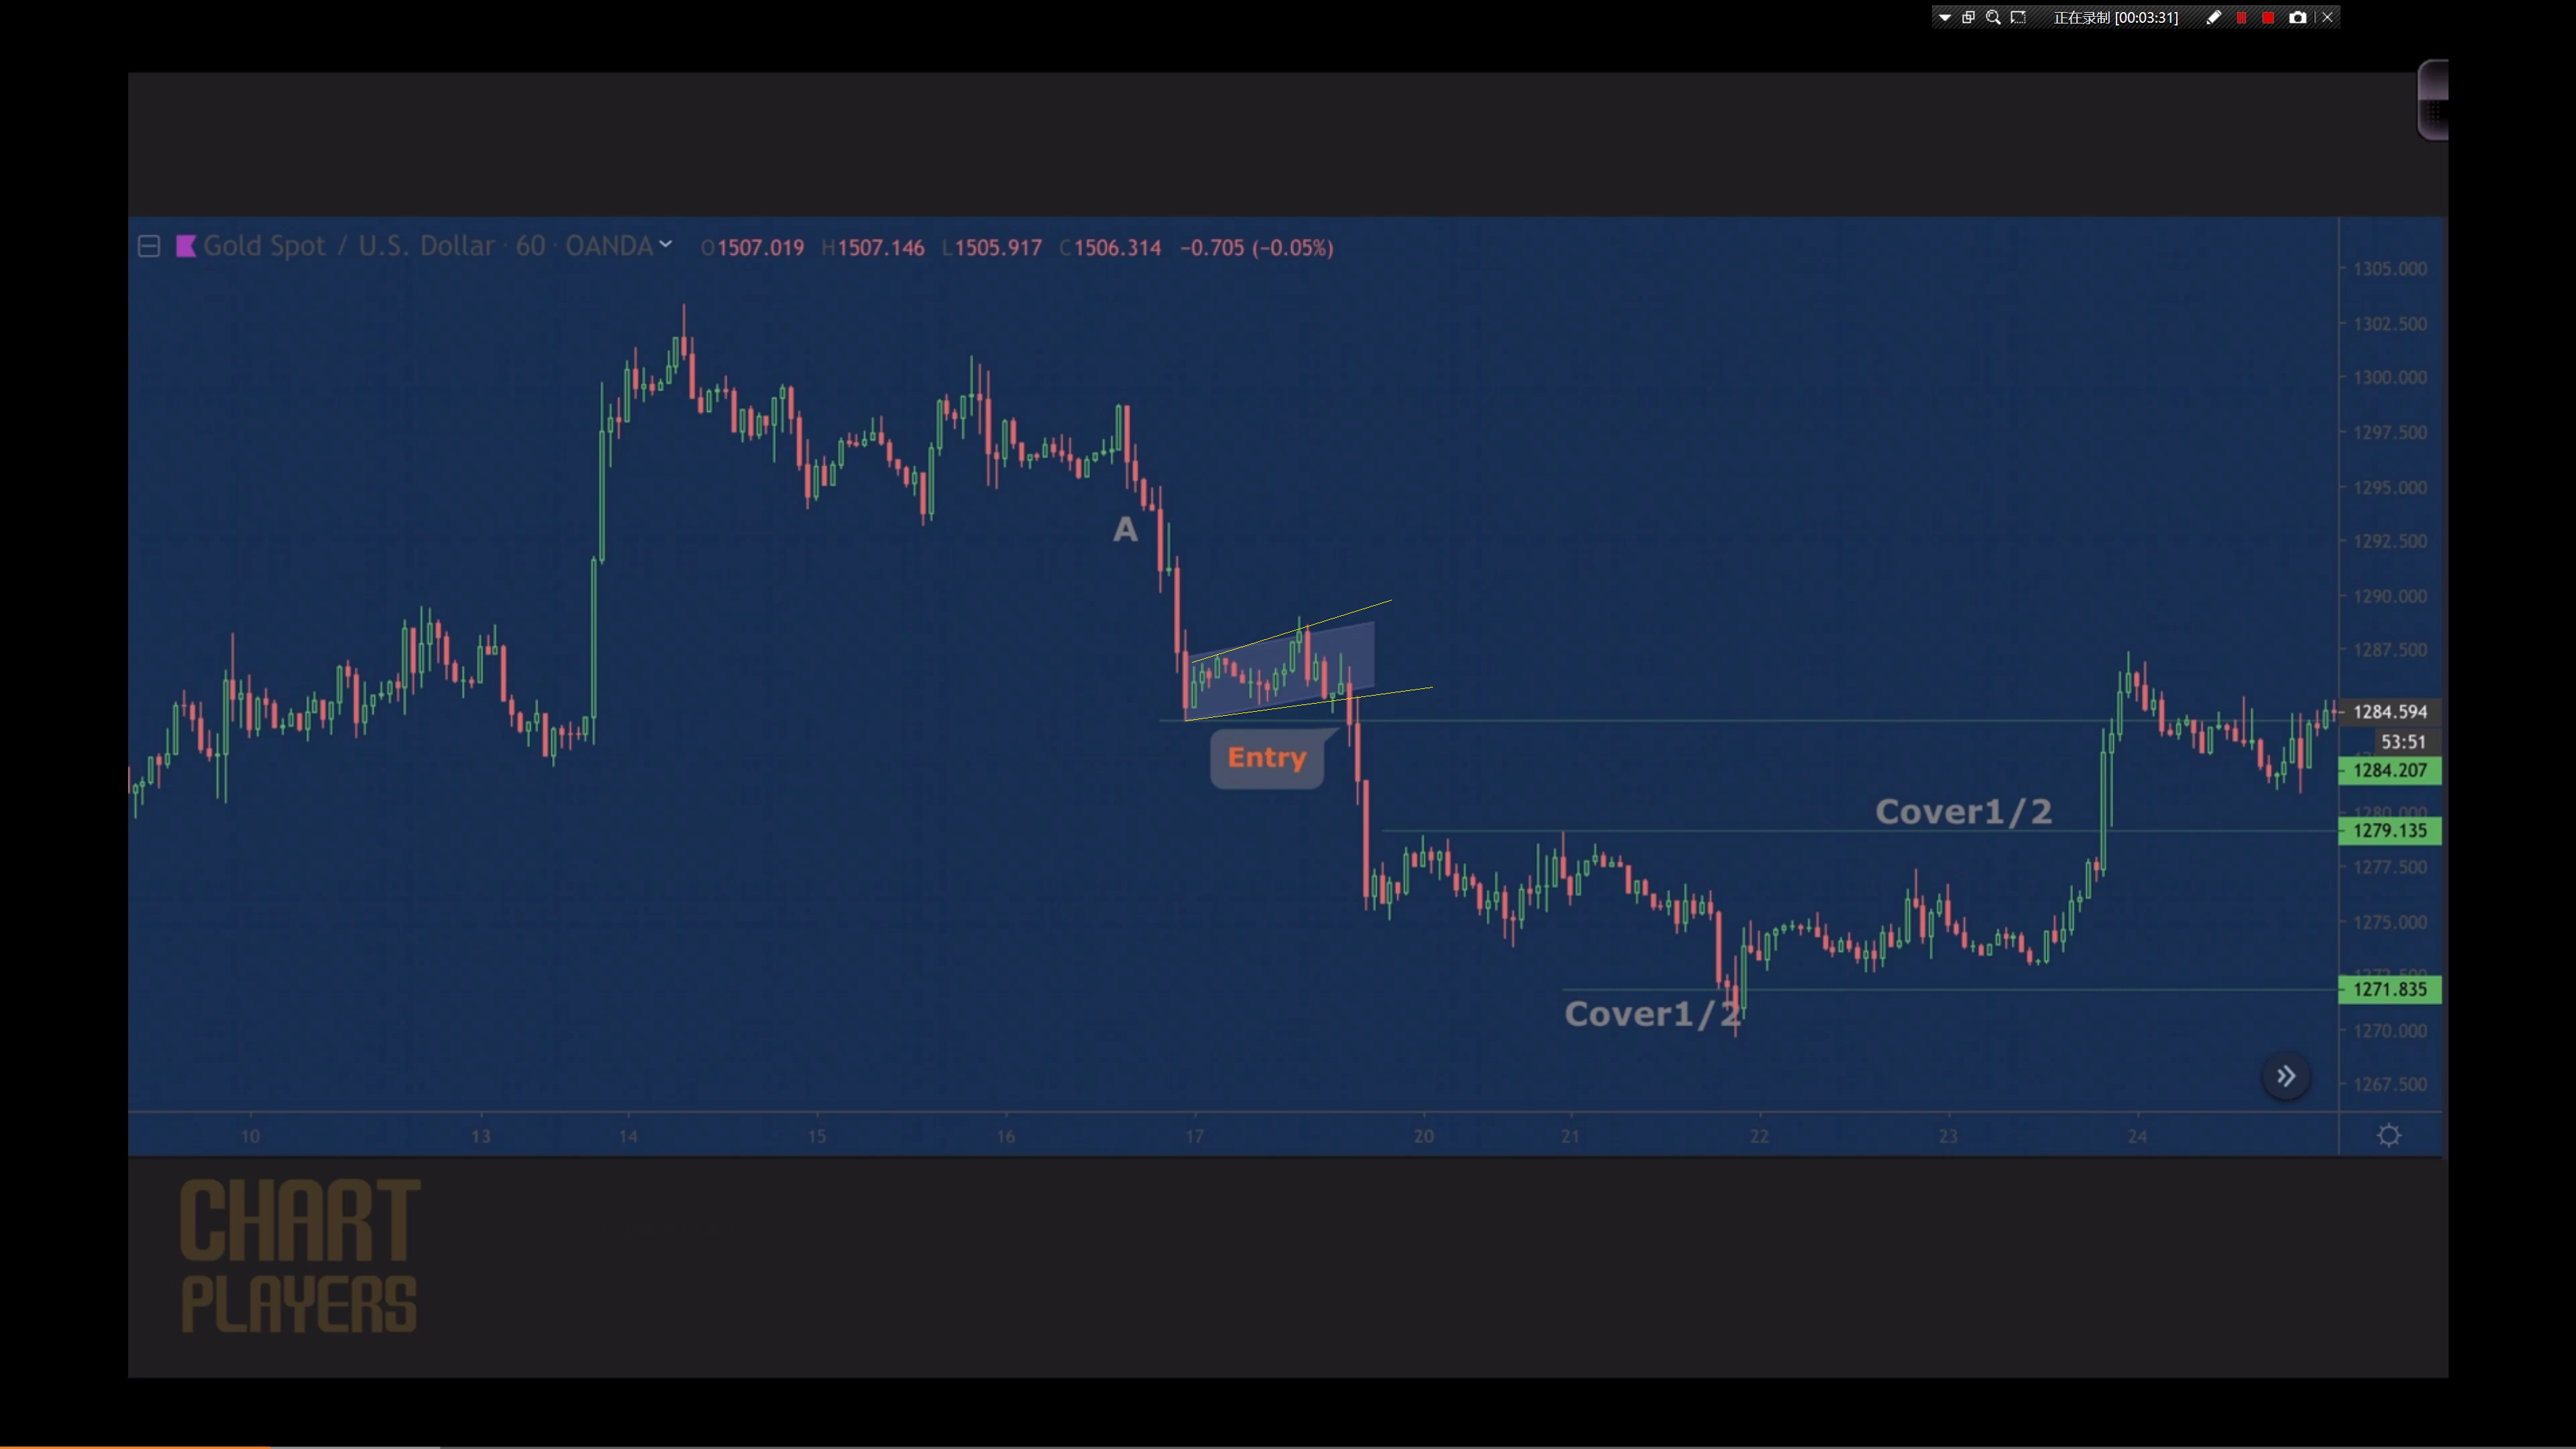 正在录制 [00:03:31]
Gold Spot / U.S. Dollar · 60 · OANDA O1507.019 H1507.146 L1505.917 C1506.314 −0.705 (−0.05%)
1305.000
1302.500
1300.000
1297.500
1295.000
A
1292.500
1290.000
1287.500
1284.594
53:51
Entry
1284.207
Cover1/2
1280.000
1279.135
1277.500
1275.000
1272.500
1271.835
Cover1/2
1270.000
1267.500
10 13 14 15 16 17 20 21 22 23 24
CHART
PLAYERS